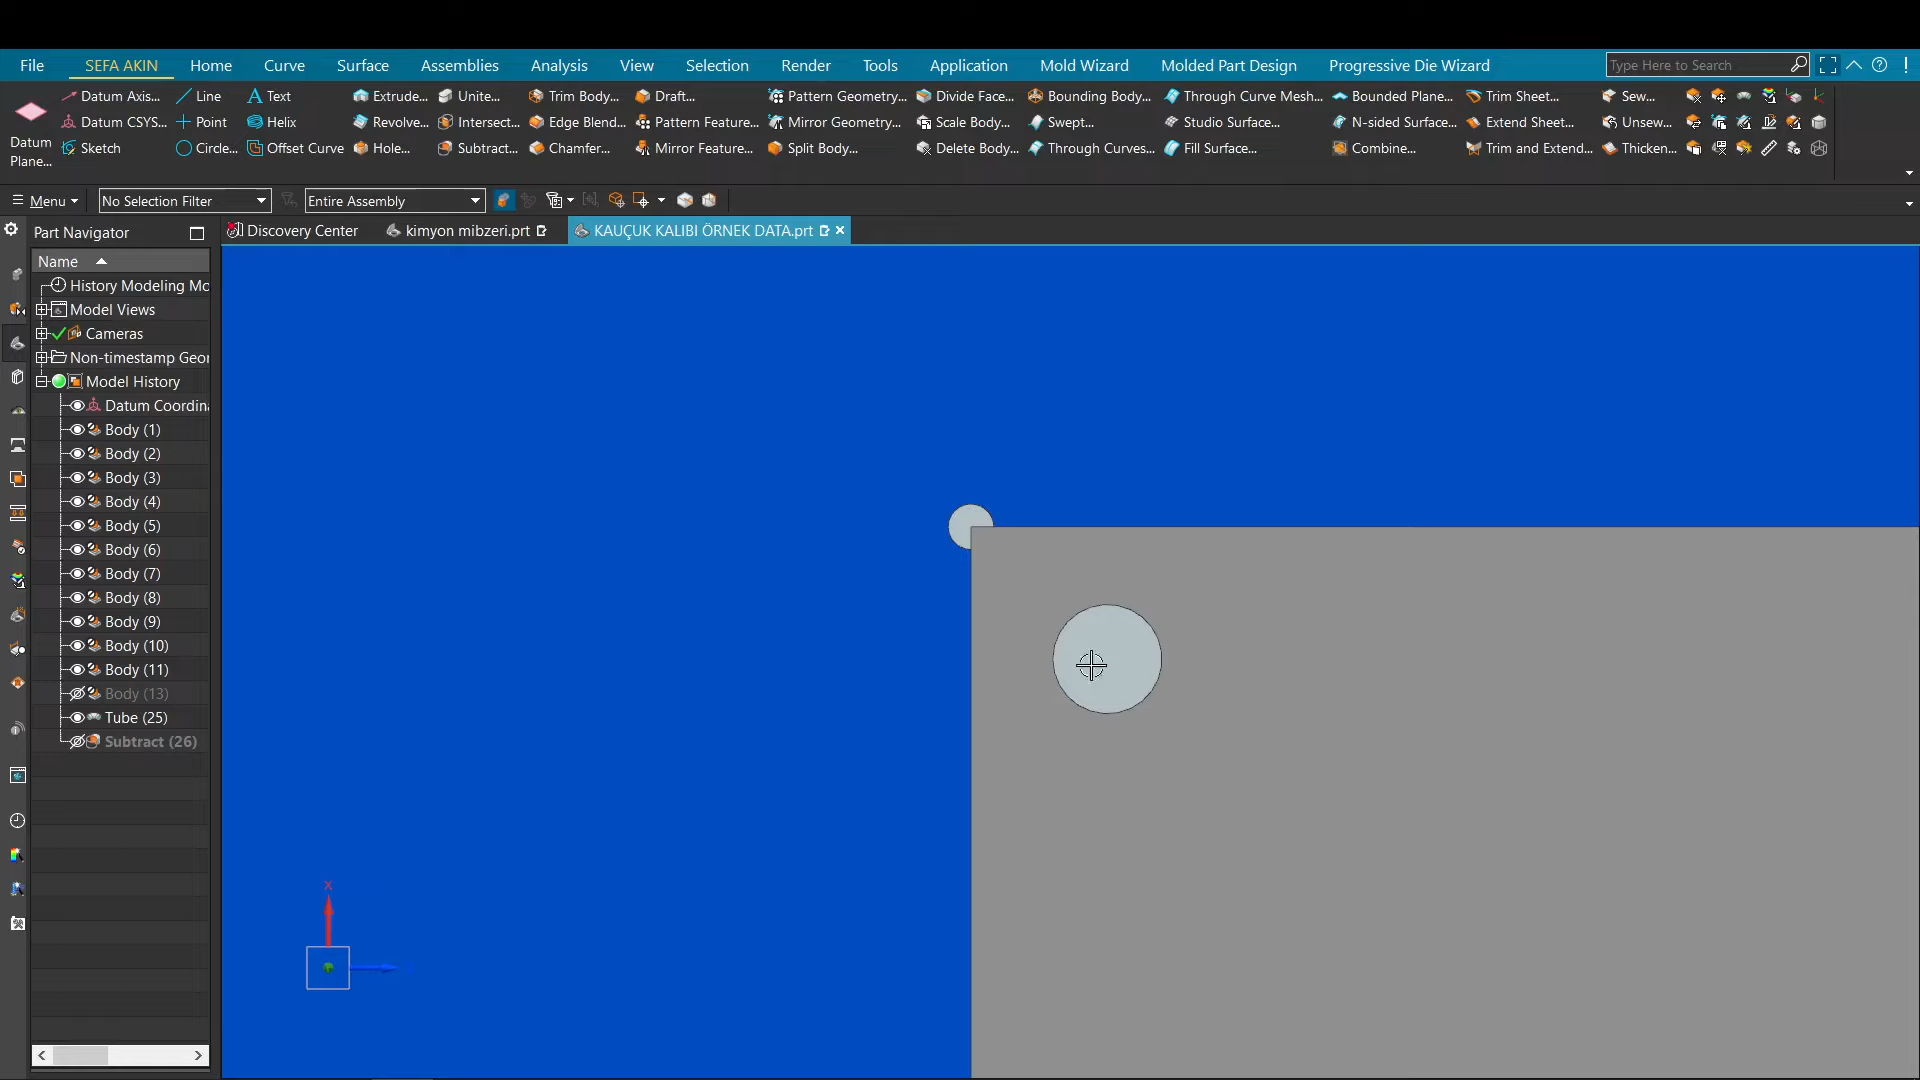 File SEFA AKIN Home Curve Surface Assemblies Analysis View Selection Render Tools Application Mold Wizard Molded Part Design Progressive Die Wizard Type Here to Search
Datum Axis... Line Text Extrude... Unite... Trim Body... Draft... Pattern Geometry... Divide Face... Bounding Body... Through Curve Mesh... Bounded Plane... Trim Sheet... Sew...
Datum CSYS... Point Helix Revolve... Intersect... Edge Blend... Pattern Feature... Mirror Geometry... Scale Body... Swept... Studio Surface... N-sided Surface... Extend Sheet... Unsew...
Datum Plane... Sketch Circle... Offset Curve Hole... Subtract... Chamfer... Mirror Feature... Split Body... Delete Body... Through Curves... Fill Surface... Combine... Trim and Extend... Thicken...
Menu No Selection Filter Entire Assembly
Part Navigator Discovery Center kimyon mibzeri.prt KAUÇUK KALIBI ÖRNEK DATA.prt
Name
History Modeling Mo
Model Views
Cameras
Non-timestamp Geor
Model History
Datum Coordina
Body (1)
Body (2)
Body (3)
Body (4)
Body (5)
Body (6)
Body (7)
Body (8)
Body (9)
Body (10)
Body (11)
Body (13)
Tube (25)
Subtract (26)
X